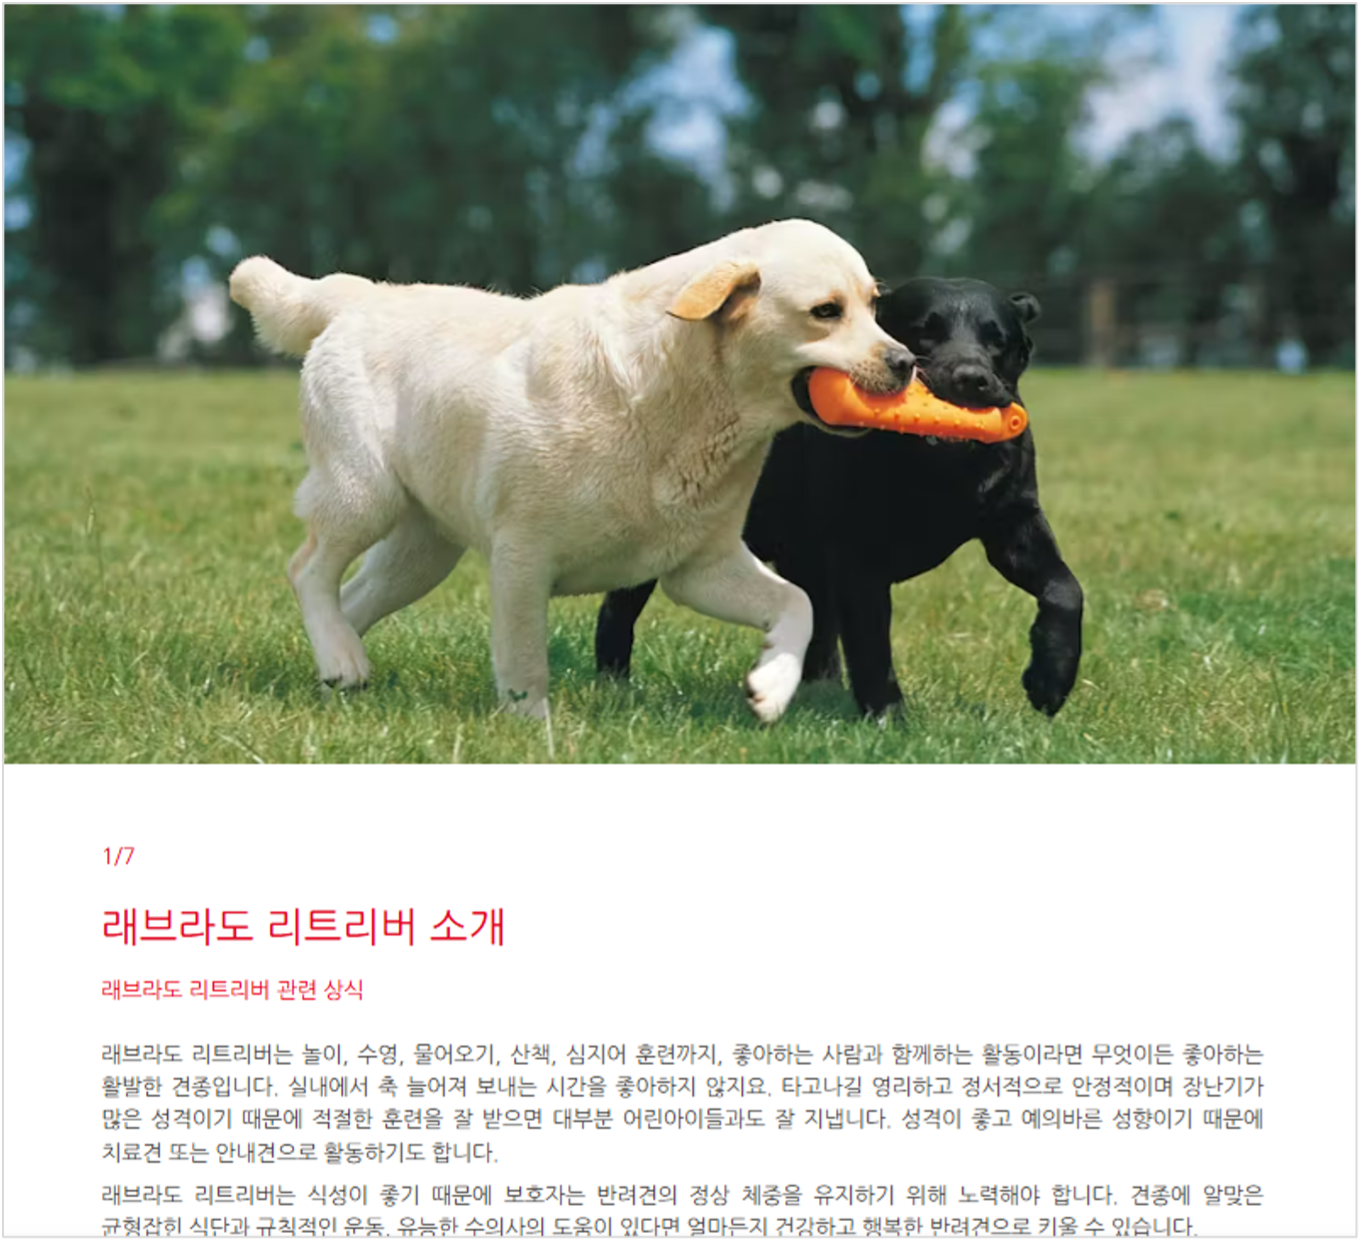 1/7
래브라도 리트리버 소개
래브라도 리트리버 관련 상식
래브라도 리트리버는 놀이, 수영, 물어오기, 산책, 심지어 훈련까지, 좋아하는 사람과 함께하는 활동이라면 무엇이든 좋아하는
활발한 견종입니다. 실내에서 축 늘어져 보내는 시간을 좋아하지 않지요. 타고나길 영리하고 정서적으로 안정적이며 장난기가
많은 성격이기 때문에 적절한 훈련을 잘 받으면 대부분 어린아이들과도 잘 지냅니다. 성격이 좋고 예의바른 성향이기 때문에
치료견 또는 안내견으로 활동하기도 합니다.
래브라도 리트리버는 식성이 좋기 때문에 보호자는 반려견의 정상 체중을 유지하기 위해 노력해야 합니다. 견종에 알맞은
균형잡힌 식단과 규칙적인 운동, 유능한 수의사의 도움이 있다면 얼마든지 건강하고 행복한 반려견으로 키울 수 있습니다.